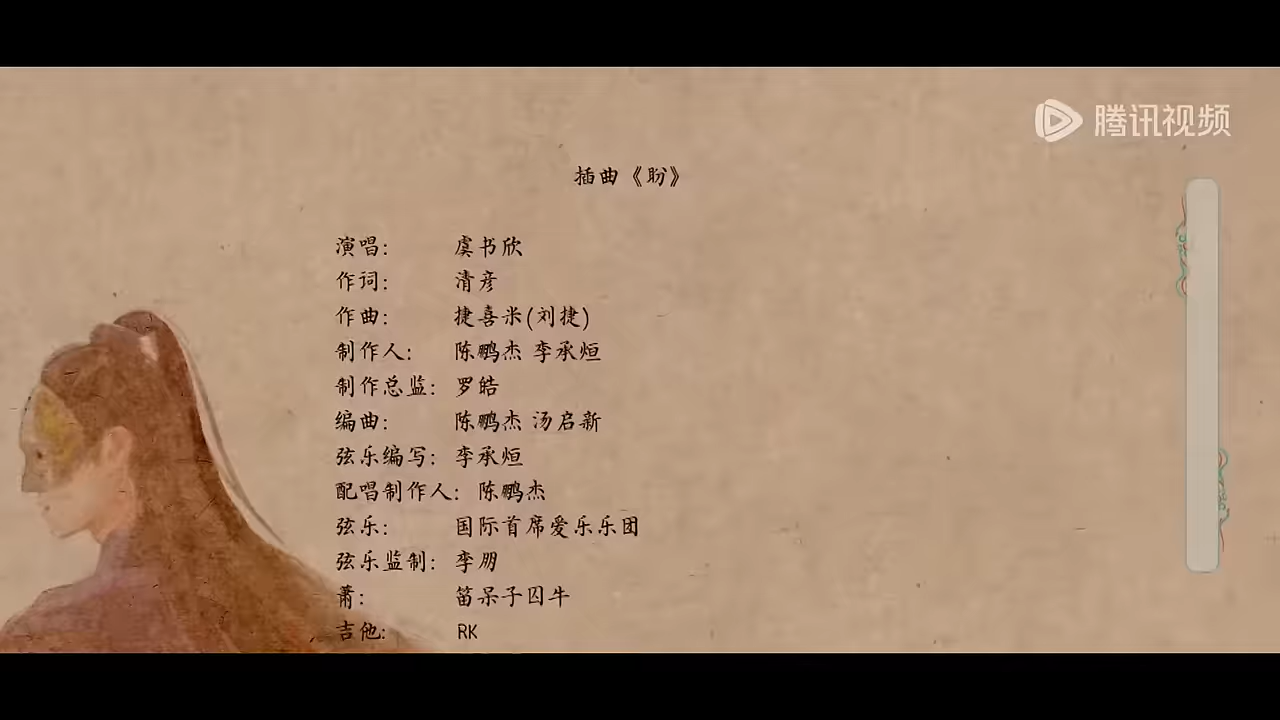 腾讯视频
插曲《盼》
演唱: 虞书欣
作词: 清彦
作曲: 捷喜米(刘捷)
制作人: 陈鹏杰 李承烜
制作总监: 罗皓
编曲: 陈鹏杰 汤启新
弦乐编写: 李承烜
配唱制作人: 陈鹏杰
弦乐: 国际首席爱乐乐团
弦乐监制: 李朋
萧: 笛呆子囚牛
吉他: RK